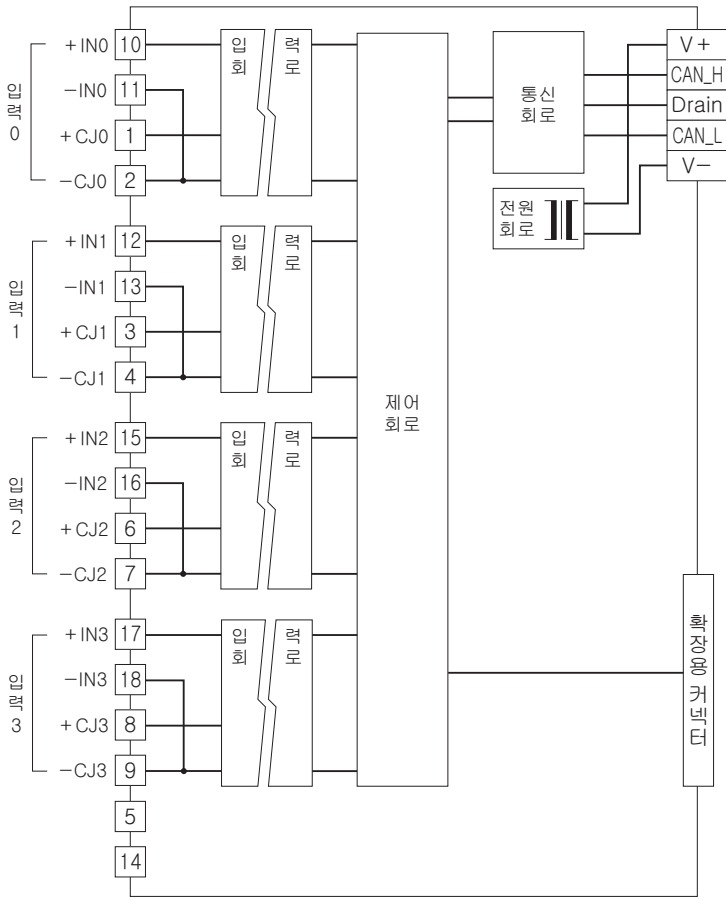 입력0
+IN0 10
−IN0 11
+CJ0 1
−CJ0 2
입력
회로
입력1
+IN1 12
−IN1 13
+CJ1 3
−CJ1 4
입력
회로
입력2
+IN2 15
−IN2 16
+CJ2 6
−CJ2 7
입력
회로
입력3
+IN3 17
−IN3 18
+CJ3 8
−CJ3 9
입력
회로
5
14
제어
회로
통신
회로
전원
회로
V+
CAN_H
Drain
CAN_L
V−
확장용 커넥터